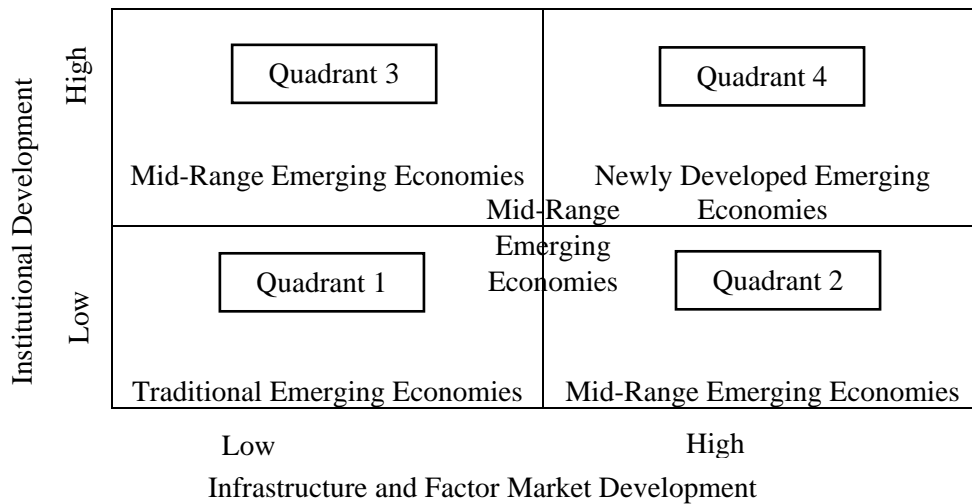 Institutional Development
High
Low
Quadrant 3
Quadrant 4
Mid-Range Emerging Economies
Newly Developed Emerging
Economies
Mid-Range
Emerging
Economies
Quadrant 1
Quadrant 2
Traditional Emerging Economies
Mid-Range Emerging Economies
Low
High
Infrastructure and Factor Market Development